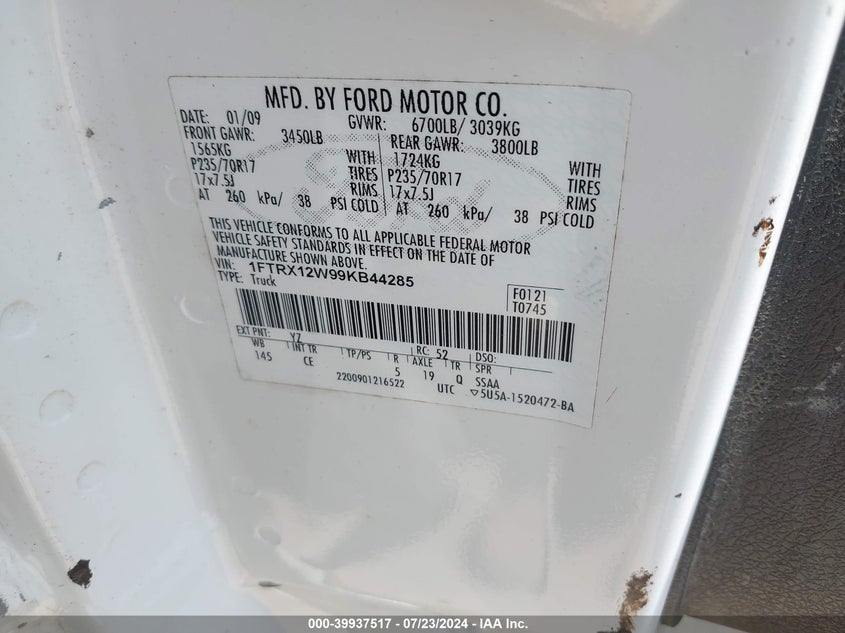 MFD. BY FORD MOTOR CO.
DATE: 01/09 GVWR: 6700LB/ 3039KG
FRONT GAWR: 3450LB REAR GAWR: 3800LB
1565KG WITH 1724KG WITH
P235/70R17 TIRES P235/70R17 TIRES
17x7.5J RIMS 17x7.5J RIMS
AT 260 kPa/ 38 PSI COLD AT 260 kPa/ 38 PSI COLD
THIS VEHICLE CONFORMS TO ALL APPLICABLE FEDERAL MOTOR
VEHICLE SAFETY STANDARDS IN EFFECT ON THE DATE OF
MANUFACTURE SHOWN ABOVE.
VIN: 1FTRX12W99KB44285
TYPE: Truck
F0121
T0745
EXT PNT: YZ RC: 52 DSO:
WB INT TR TP/PS R AXLE TR SPR
145 CE 5 19 Q SSAA
2200901216522 UTC ▽5U5A-1520472-BA
000-39937517 / 07/23/2024 - IAA Inc.